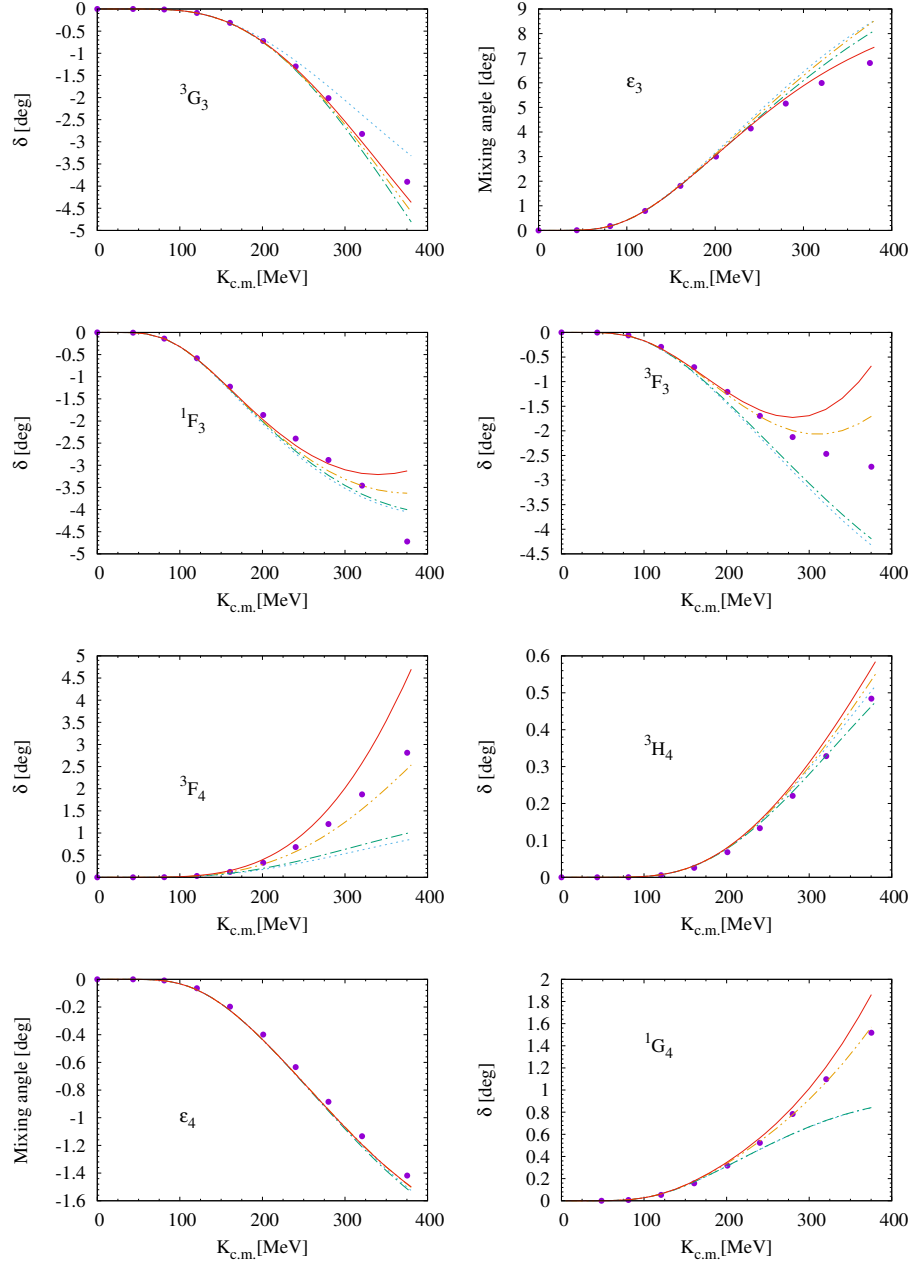 0
-0.5
-1
-1.5
-2
-2.5
-3
-3.5
-4
-4.5
-5
0 100 200 300 400
δ [deg]
K_c.m.[MeV]
³G₃
9
8
7
6
5
4
3
2
1
0
0 100 200 300 400
Mixing angle [deg]
K_c.m.[MeV]
ε₃
0
-0.5
-1
-1.5
-2
-2.5
-3
-3.5
-4
-4.5
-5
0 100 200 300 400
δ [deg]
K_c.m.[MeV]
¹F₃
0
-0.5
-1
-1.5
-2
-2.5
-3
-3.5
-4
-4.5
0 100 200 300 400
δ [deg]
K_c.m.[MeV]
³F₃
5
4.5
4
3.5
3
2.5
2
1.5
1
0.5
0
0 100 200 300 400
δ [deg]
K_c.m.[MeV]
³F₄
0.6
0.5
0.4
0.3
0.2
0.1
0
0 100 200 300 400
δ [deg]
K_c.m.[MeV]
³H₄
0
-0.2
-0.4
-0.6
-0.8
-1
-1.2
-1.4
-1.6
0 100 200 300 400
Mixing angle [deg]
K_c.m.[MeV]
ε₄
2
1.8
1.6
1.4
1.2
1
0.8
0.6
0.4
0.2
0
0 100 200 300 400
δ [deg]
K_c.m.[MeV]
¹G₄